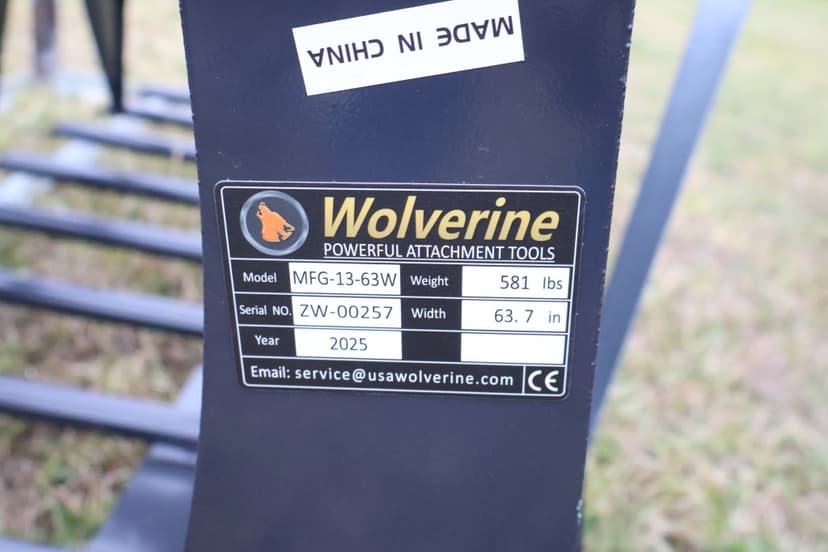 MADE IN CHINA
Wolverine
POWERFUL ATTACHMENT TOOLS
Model MFG-13-63W Weight 581 lbs
Serial NO. ZW-00257 Width 63.7 in
Year 2025
Email: service@usawolverine.com CE